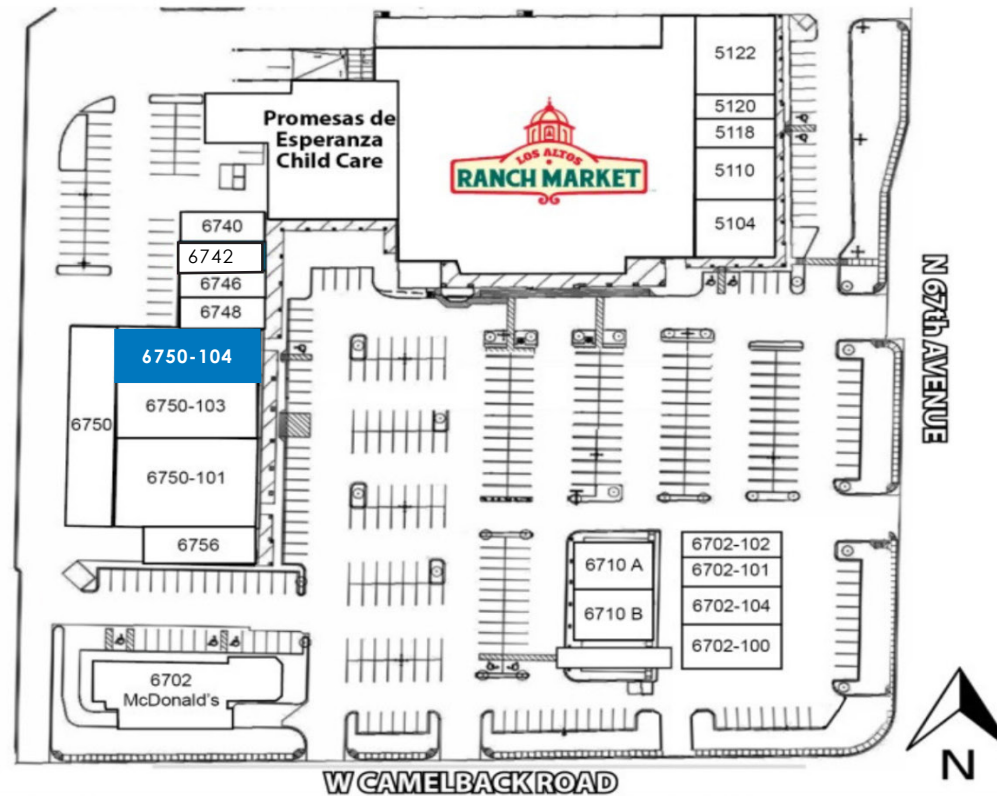 5122
5120
5118
5110
5104
Promesas de
Esperanza
Child Care
LOS ALTOS
RANCH MARKET
6740
6742
6746
6748
6750-104
6750
6750-103
6750-101
6756
N 67th AVENUE
6710 A
6710 B
6702-102
6702-101
6702-104
6702-100
6702
McDonald's
W CAMELBACK ROAD
N